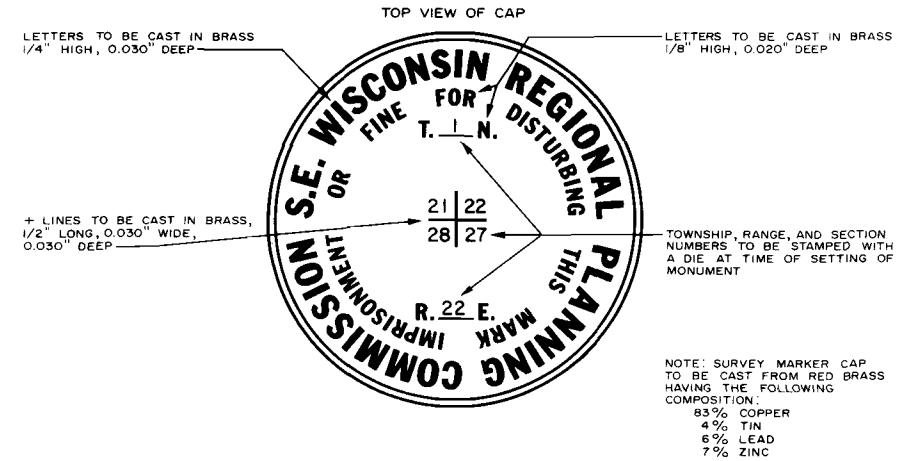 TOP VIEW OF CAP
LETTERS TO BE CAST IN BRASS
1/4" HIGH, 0.030" DEEP
LETTERS TO BE CAST IN BRASS
1/8" HIGH, 0.020" DEEP
S.E. WISCONSIN REGIONAL PLANNING COMMISSION
IMPRISONMENT OR FINE FOR DISTURBING THIS MARK
T. 1 N.
21 22
28 27
R. 22 E.
+ LINES TO BE CAST IN BRASS,
1/2" LONG, 0.030" WIDE,
0.030" DEEP
TOWNSHIP, RANGE, AND SECTION
NUMBERS TO BE STAMPED WITH
A DIE AT TIME OF SETTING OF
MONUMENT
NOTE: SURVEY MARKER CAP
TO BE CAST FROM RED BRASS
HAVING THE FOLLOWING
COMPOSITION:
83% COPPER
4% TIN
6% LEAD
7% ZINC